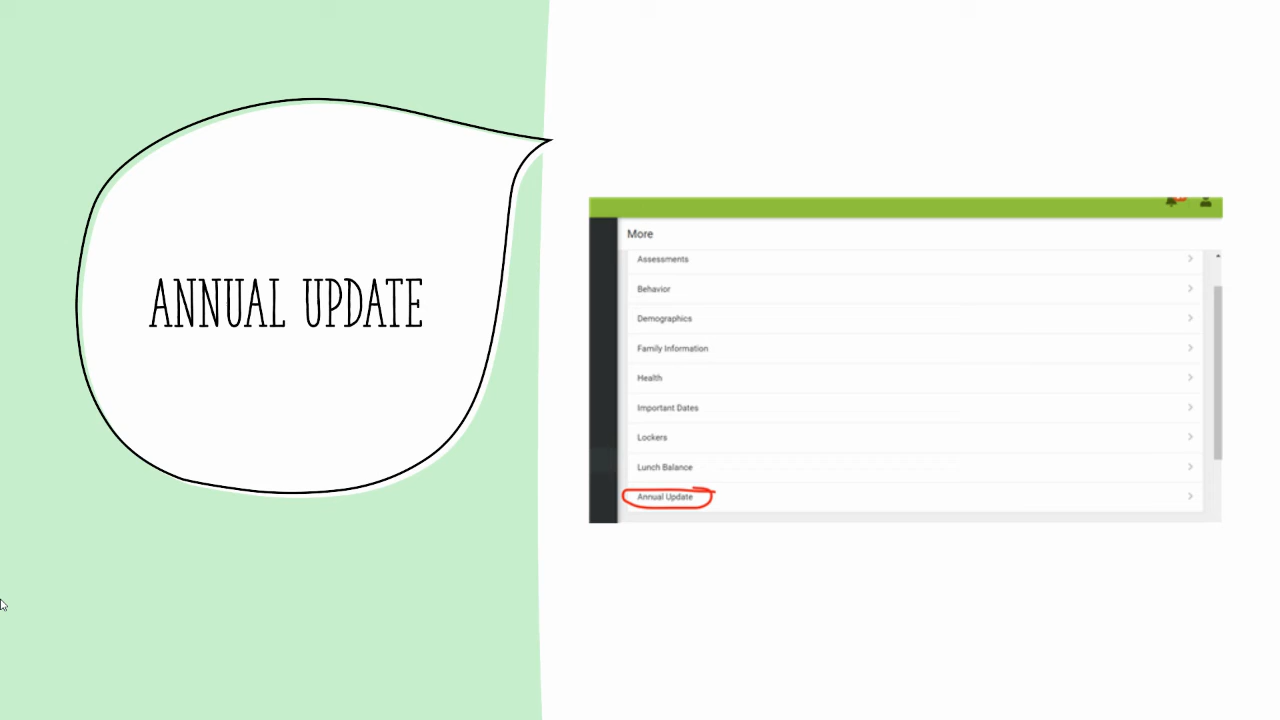 ANNUAL UPDATE
More
Assessments
Behavior
Demographics
Family Information
Health
Important Dates
Lockers
Lunch Balance
Annual Update